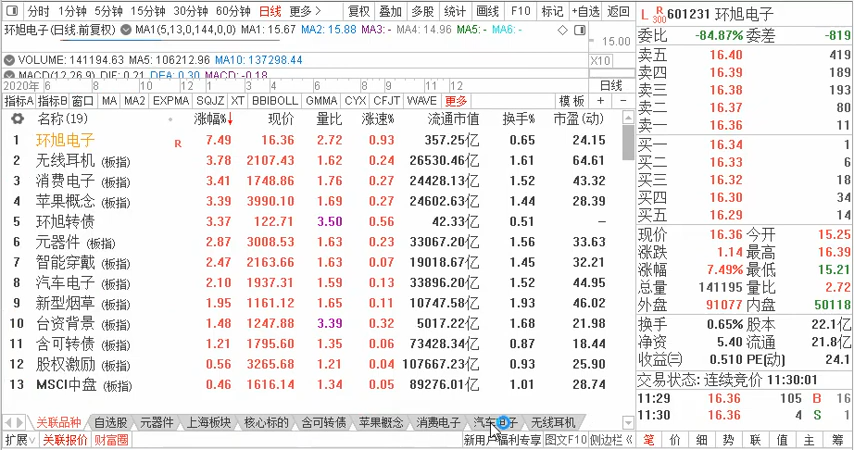 分时 1分钟 5分钟 15分钟 30分钟 60分钟 日线 更多 > 复权 叠加 多股 统计 画线 F10 标记 +自选 返回
环旭电子 (日线.前复权) MA1(5,13,0,144,0,0) MA1: 15.67 MA2: 15.88 MA3: - MA4: 14.96 MA5: - MA6: -
15.00
VOLUME: 141194.63 MA5: 106212.96 MA10: 137298.44 X10
MACD(12,26,9) DIF: 0.21 DEA: 0.30 MACD: -0.18
2020年 6 8 9 11 12 日线
指标A 指标B 窗口 MA MA2 EXPMA SQJZ XT BBIBOLL GMMA CYX CFJT WAVE 更多 模板 + −
名称(19) 涨幅%↓ 现价 量比 涨速% 流通市值 换手% 市盈(动)
1 环旭电子 R 7.49 16.36 2.72 0.93 357.25亿 0.65 24.15
2 无线耳机 (板指) 3.78 2107.43 1.62 0.24 26530.46亿 1.61 64.61
3 消费电子 (板指) 3.41 1748.86 1.76 0.27 24428.13亿 1.52 43.32
4 苹果概念 (板指) 3.39 3990.10 1.69 0.27 24602.63亿 1.44 28.39
5 环旭转债 3.37 122.71 3.50 0.56 42.33亿 0.51 —
6 元器件 (板指) 2.87 3008.53 1.63 0.23 33067.20亿 1.56 33.63
7 智能穿戴 (板指) 2.47 2163.66 1.63 0.07 19018.67亿 1.45 32.21
8 汽车电子 (板指) 2.10 1937.31 1.59 0.13 33896.20亿 1.52 44.95
9 新型烟草 (板指) 1.95 1161.12 1.65 0.11 10747.58亿 1.93 46.02
10 台资背景 (板指) 1.48 1247.88 3.39 0.32 5017.22亿 1.68 21.98
11 含可转债 (板指) 1.21 1795.60 1.35 0.06 73428.34亿 0.87 18.44
12 股权激励 (板指) 0.56 3265.68 1.21 0.04 107667.23亿 0.93 25.90
13 MSCI中盘 (板指) 0.46 1616.14 1.34 0.05 89276.01亿 1.01 28.74
关联品种 自选股 元器件 上海板块 核心标的 含可转债 苹果概念 消费电子 汽车电子 无线耳机
扩展 关联报价 财富圈 新用户福利专享 图文F10 侧边栏
L R 300 601231 环旭电子
委比 -84.87% 委差 -819
卖五 16.40 419
卖四 16.39 189
卖三 16.38 193
卖二 16.37 80
卖一 16.36 11
买一 16.34 1
买二 16.33 6
买三 16.32 18
买四 16.30 34
买五 16.29 14
现价 16.36 今开 15.25
涨跌 1.14 最高 16.39
涨幅 7.49% 最低 15.21
总量 141195 量比 2.72
外盘 91077 内盘 50118
换手 0.65% 股本 22.1亿
净资 5.40 流通 21.8亿
收益㈢ 0.510 PE(动) 24.1
交易状态: 连续竞价 11:30:01
11:29 16.36 105 B 16
11:30 16.36 4 S 1
笔 价 细 势 联 值 主 筹